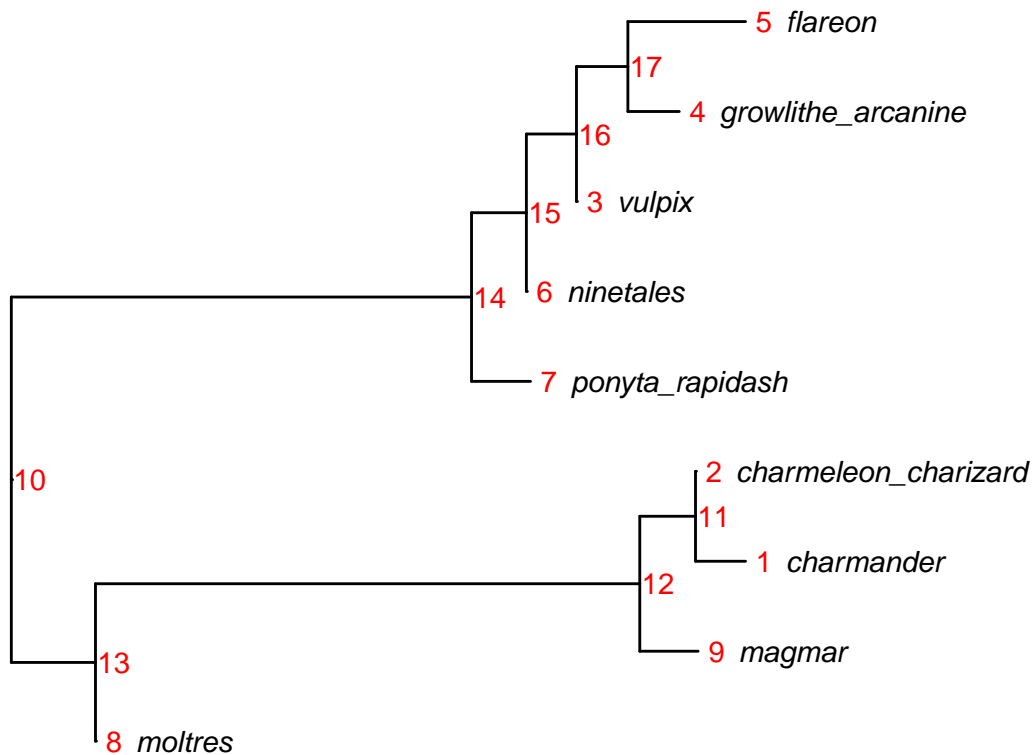 5 flareon
17
4 growlithe_arcanine
16
3 vulpix
15
6 ninetales
14
7 ponyta_rapidash
2 charmeleon_charizard
10
11
1 charmander
12
9 magmar
13
8 moltres